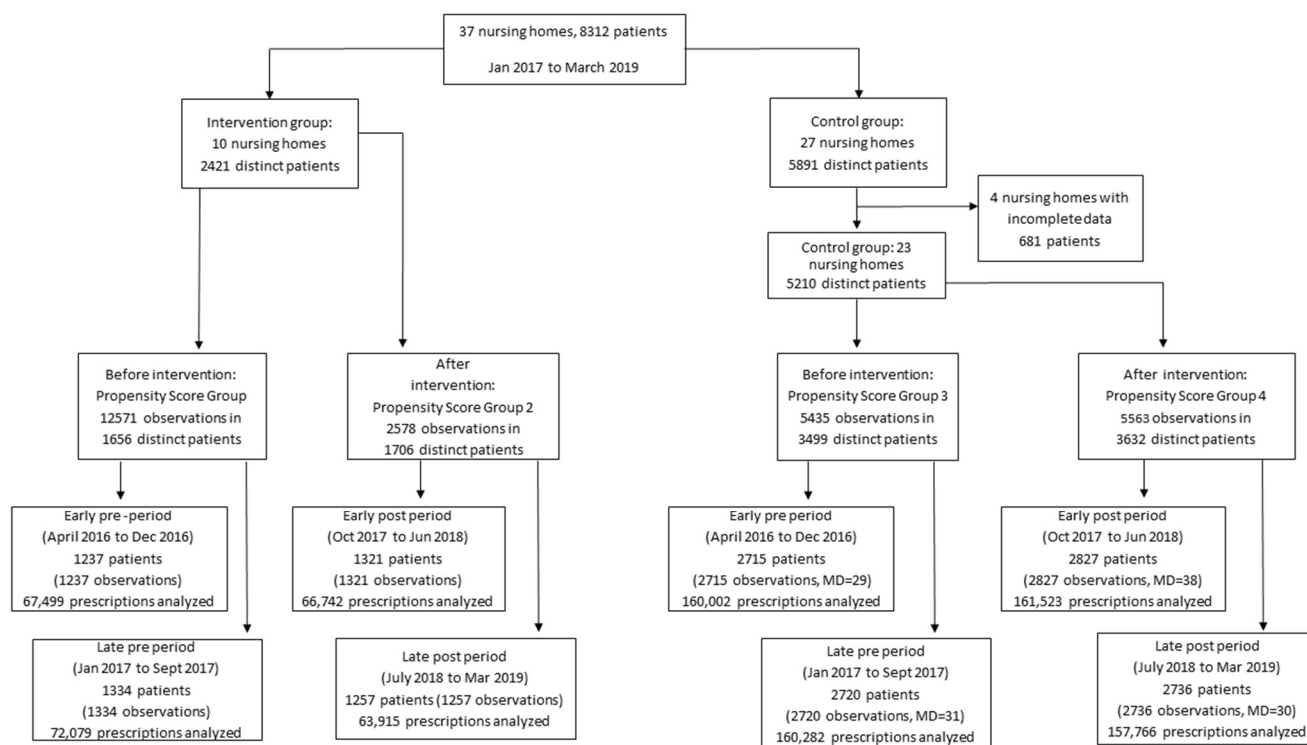 37 nursing homes, 8312 patients
Jan 2017 to March 2019
Intervention group:
10 nursing homes
2421 distinct patients
Control group:
27 nursing homes
5891 distinct patients
4 nursing homes with
incomplete data
681 patients
Control group: 23
nursing homes
5210 distinct patients
Before intervention:
Propensity Score Group
12571 observations in
1656 distinct patients
After
intervention:
Propensity Score Group 2
2578 observations in
1706 distinct patients
Before intervention:
Propensity Score Group 3
5435 observations in
3499 distinct patients
After intervention:
Propensity Score Group 4
5563 observations in
3632 distinct patients
Early pre -period
(April 2016 to Dec 2016)
1237 patients
(1237 observations)
67,499 prescriptions analyzed
Early post period
(Oct 2017 to Jun 2018)
1321 patients
(1321 observations)
66,742 prescriptions analyzed
Early pre period
(April 2016 to Dec 2016)
2715 patients
(2715 observations, MD=29)
160,002 prescriptions analyzed
Early post period
(Oct 2017 to Jun 2018)
2827 patients
(2827 observations, MD=38)
161,523 prescriptions analyzed
Late pre period
(Jan 2017 to Sept 2017)
1334 patients
(1334 observations)
72,079 prescriptions analyzed
Late post period
(July 2018 to Mar 2019)
1257 patients (1257 observations)
63,915 prescriptions analyzed
Late pre period
(Jan 2017 to Sept 2017)
2720 patients
(2720 observations, MD=31)
160,282 prescriptions analyzed
Late post period
(July 2018 to Mar 2019)
2736 patients
(2736 observations, MD=30)
157,766 prescriptions analyzed